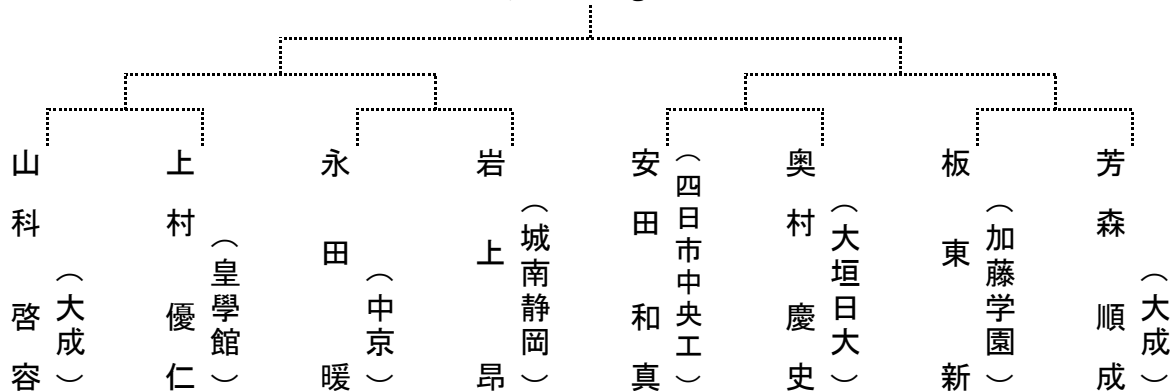 山科啓容
（大成）
上村優仁
（皇學館）
永田暖
（中京）
岩上昂
（城南静岡）
安田和真
（四日市中央工）
奥村慶史
（大垣日大）
板東新
（加藤学園）
芳森順成
（大成）